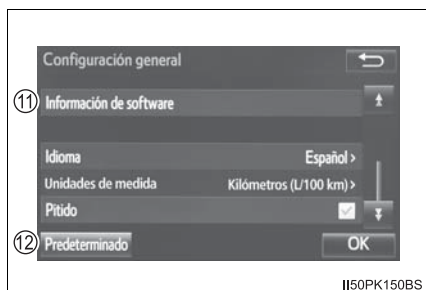 Configuración general
⑪ Información de software
Idioma Español >
Unidades de medida Kilómetros (L/100 km) >
Pitido
⑫ Predeterminado OK
II50PK150BS